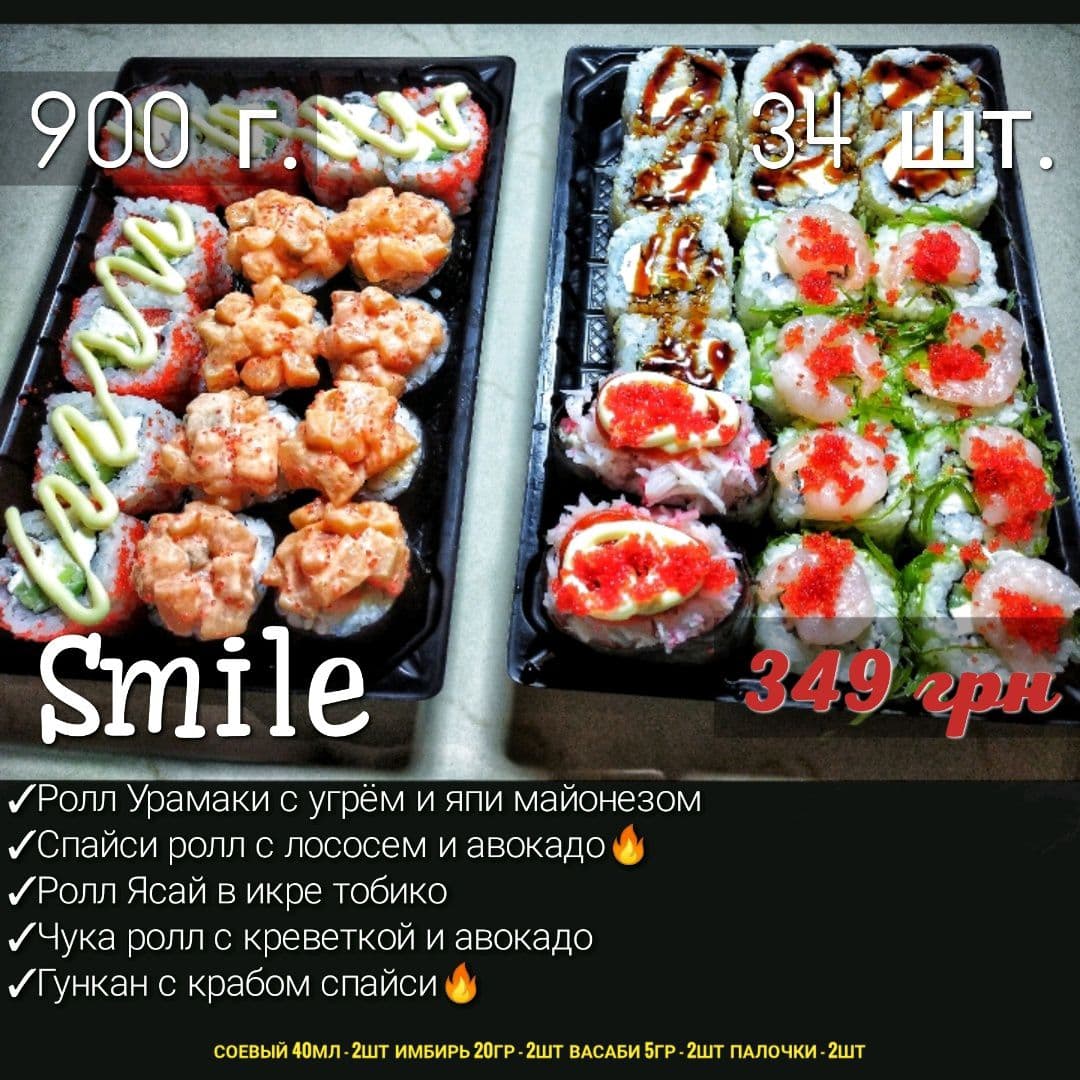 900 г.
34 шт.
Smile
349 грн
✓Ролл Урамаки с угрём и япи майонезом
✓Спайси ролл с лососем и авокадо🔥
✓Ролл Ясай в икре тобико
✓Чука ролл с креветкой и авокадо
✓Гункан с крабом спайси🔥
СОЕВЫЙ 40МЛ - 2ШТ ИМБИРЬ 20ГР - 2ШТ ВАСАБИ 5ГР - 2ШТ ПАЛОЧКИ - 2ШТ